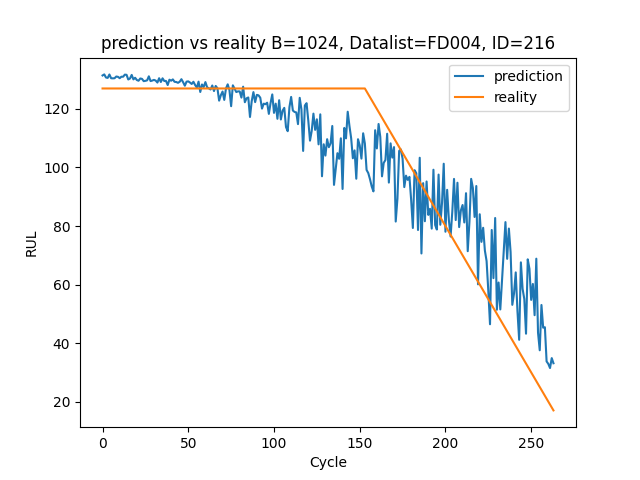 prediction vs reality B=1024, Datalist=FD004, ID=216
prediction
reality
RUL
120
100
80
60
40
20
0 50 100 150 200 250
Cycle